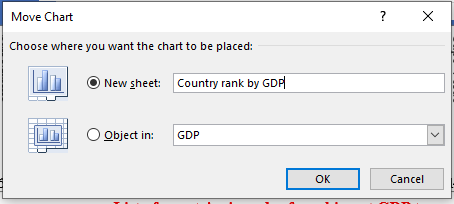 Move Chart
Choose where you want the chart to be placed:
New sheet: Country rank by GDP
Object in: GDP
OK Cancel